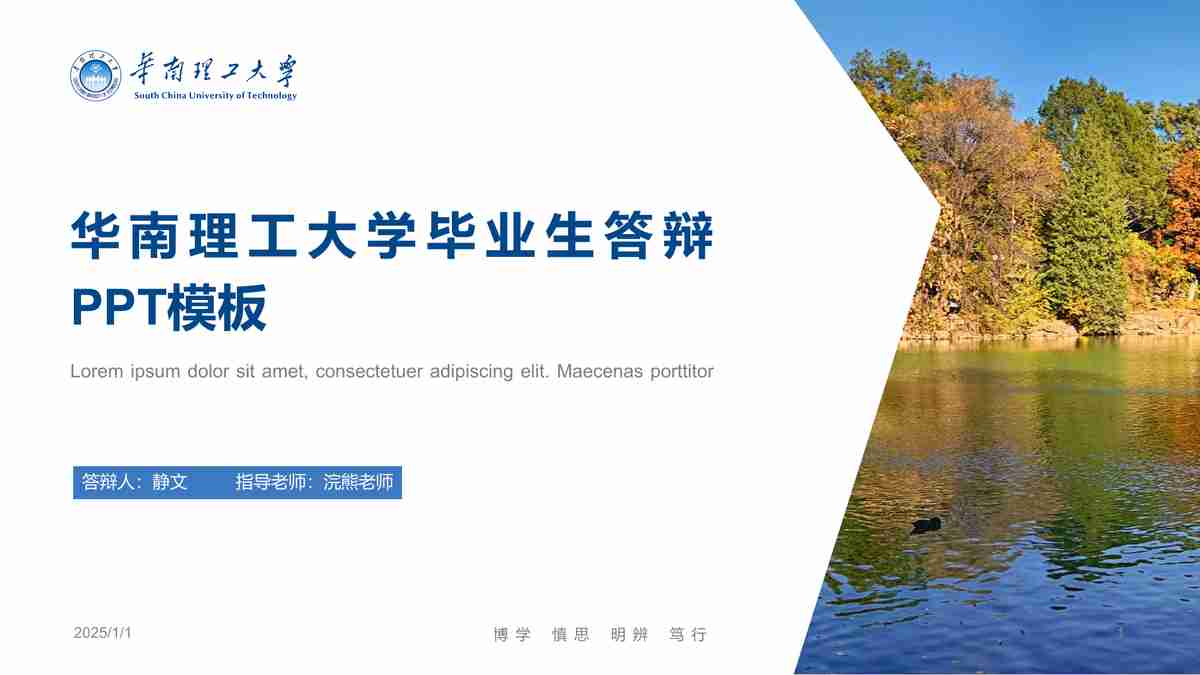 華南理工大學
South China University of Technology
华南理工大学毕业生答辩
PPT模板
Lorem ipsum dolor sit amet, consectetuer adipiscing elit. Maecenas porttitor
答辩人：静文 指导老师：浣熊老师
2025/1/1 博学 慎思 明辨 笃行